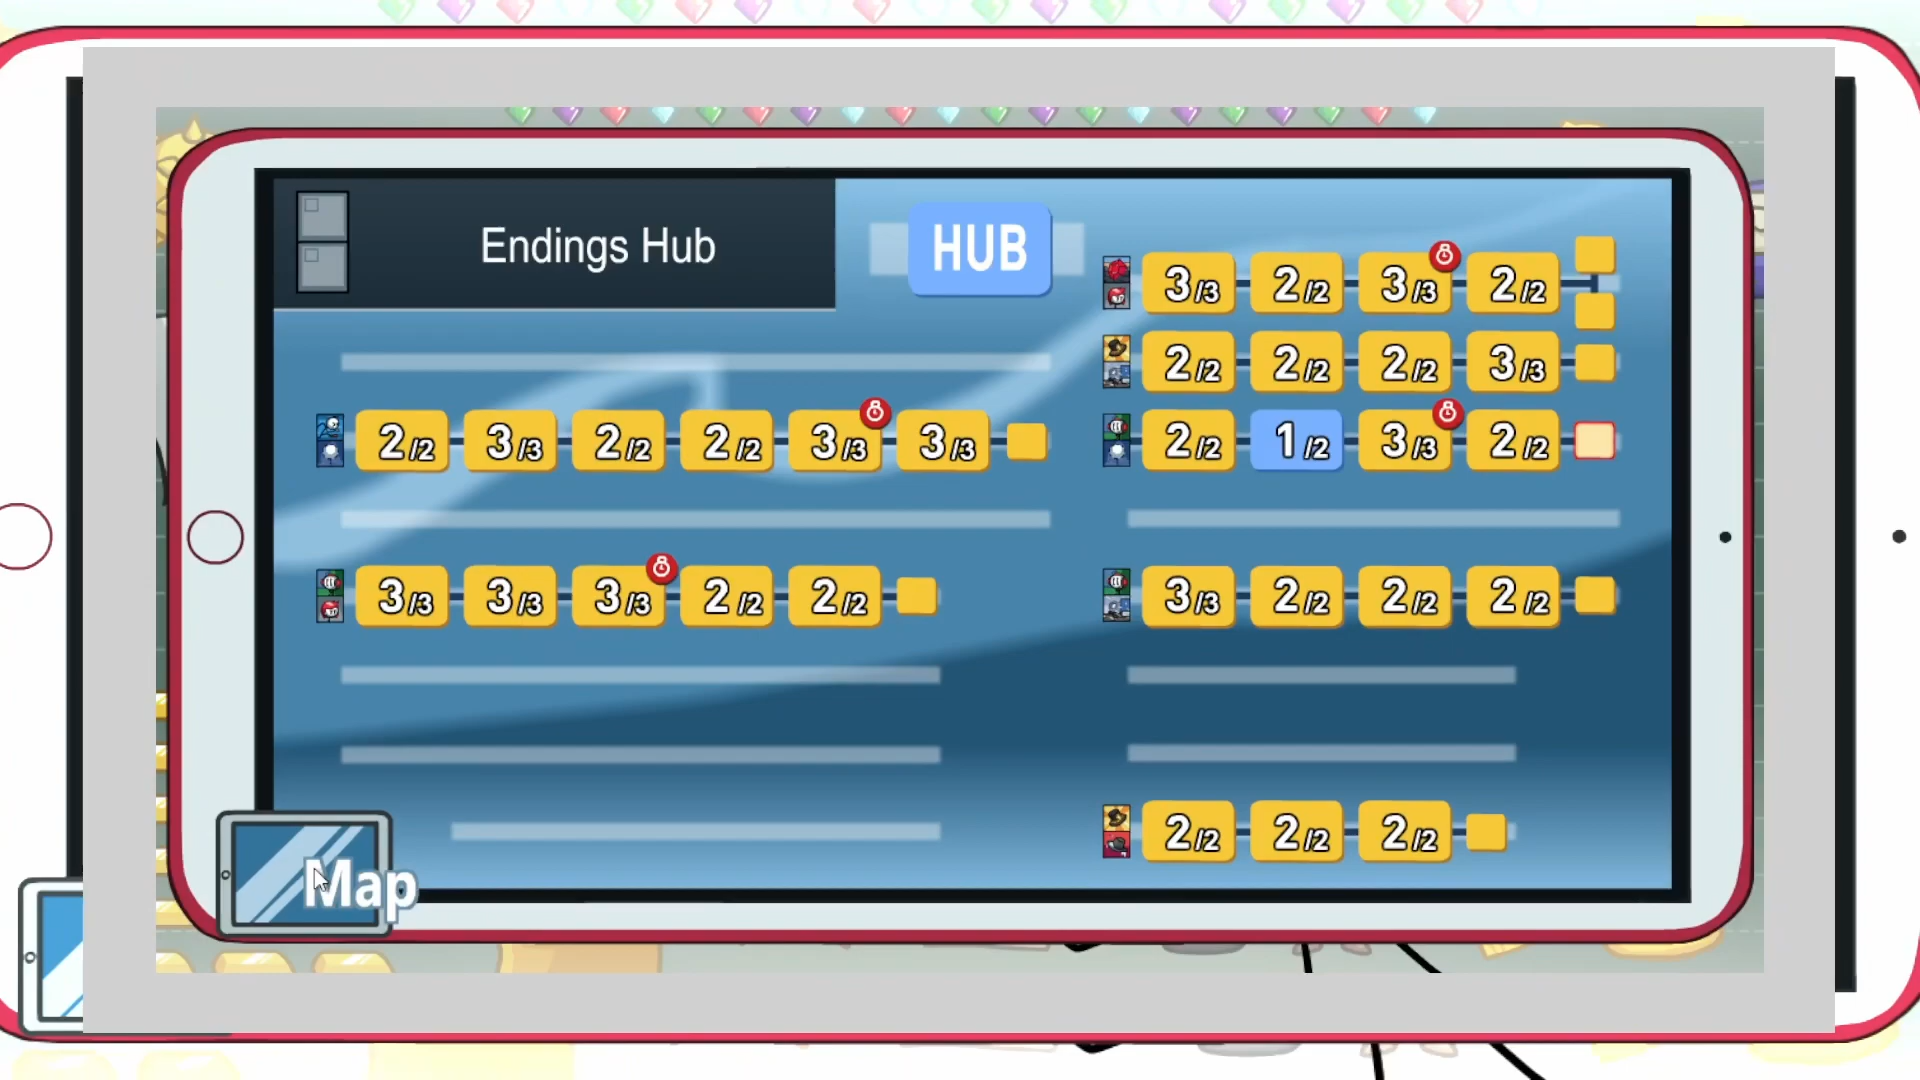 Endings Hub
HUB
3/3 2/2 3/3 2/2
2/2 2/2 2/2 3/3
2/2 3/3 2/2 2/2 3/3 3/3
2/2 1/2 3/3 2/2
3/3 3/3 3/3 2/2 2/2
3/3 2/2 2/2 2/2
2/2 2/2 2/2
Map